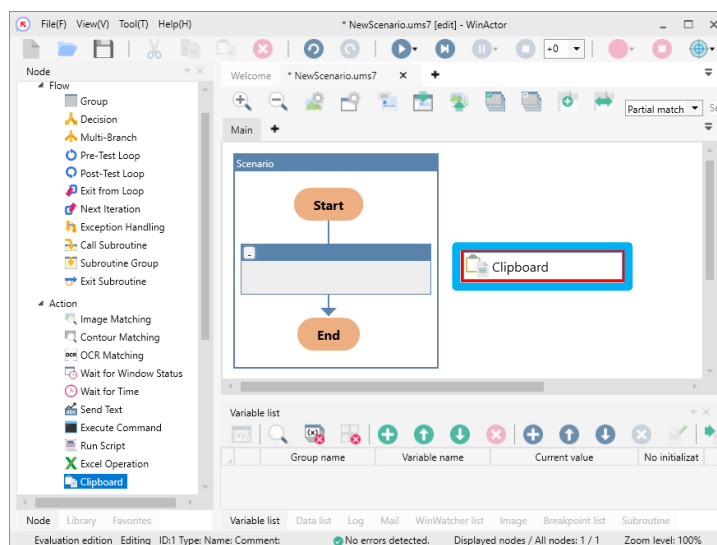 File(F) View(V) Tool(T) Help(H)
* NewScenario.ums7 [edit] - WinActor
+0
Node
Flow
Group
Decision
Multi-Branch
Pre-Test Loop
Post-Test Loop
Exit from Loop
Next Iteration
Exception Handling
Call Subroutine
Subroutine Group
Exit Subroutine
Action
Image Matching
Contour Matching
OCR Matching
Wait for Window Status
Wait for Time
Send Text
Execute Command
Run Script
Excel Operation
Clipboard
Node Library Favorites
Welcome * NewScenario.ums7
Partial match Se
Main
Scenario
Start
End
Clipboard
Variable list
Group name Variable name Current value No initializat
Variable list Data list Log Mail WinWatcher list Image Breakpoint list Subroutine
Evaluation edition Editing ID:1 Type: Name: Comment: No errors detected. Displayed nodes / All nodes: 1 / 1 Zoom level: 100%